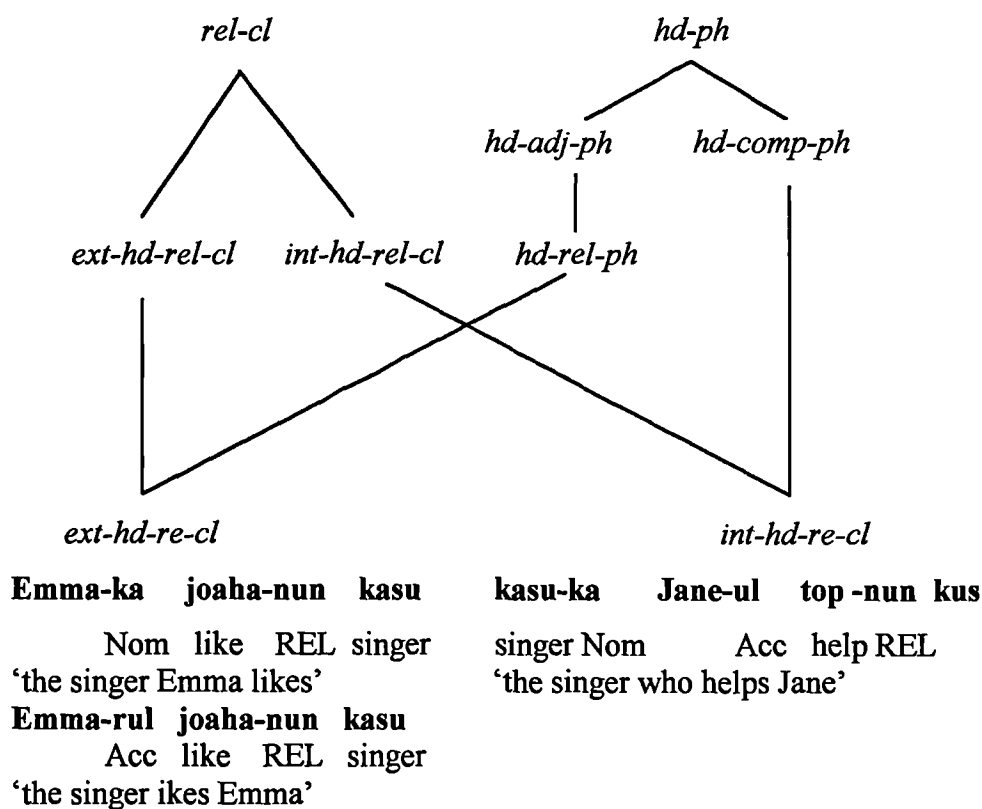 rel-cl hd-ph
hd-adj-ph hd-comp-ph
ext-hd-rel-cl int-hd-rel-cl hd-rel-ph
ext-hd-re-cl int-hd-re-cl
Emma-ka joaha-nun kasu kasu-ka Jane-ul top -nun kus
Nom like REL singer singer Nom Acc help REL
‘the singer Emma likes’ ‘the singer who helps Jane’
Emma-rul joaha-nun kasu
Acc like REL singer
‘the singer ikes Emma’